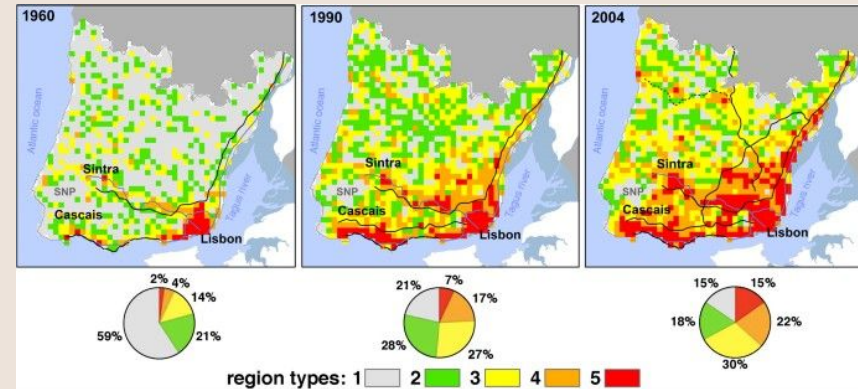 1960
Atlantic ocean
Sintra
SNP
Cascais
Lisbon
Tagus river
1990
Atlantic ocean
Sintra
SNP
Cascais
Lisbon
Tagus river
2004
Atlantic ocean
Sintra
SNP
Cascais
Lisbon
Tagus river
2% 4%
14%
21%
59%
21% 7%
17%
27%
28%
15% 15%
22%
30%
18%
region types: 1 2 3 4 5